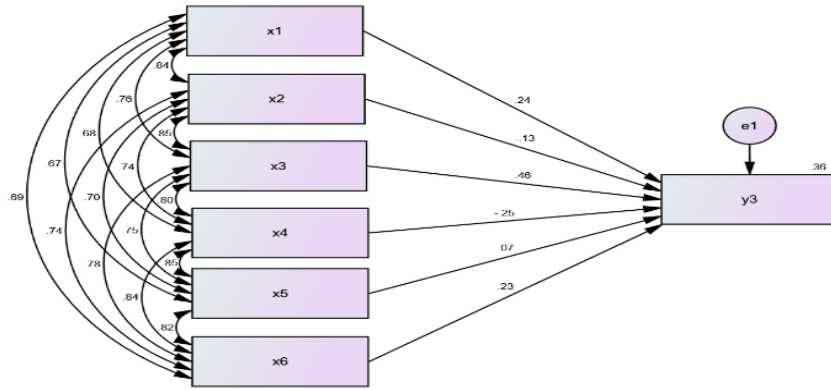 x1
.84
.24
.76
x2
e1
-.13
.85
68
36
.67
.74
x3
.46
y3
.69
.70
.80
.74
.75
x4
-.25
78
.85
07
.84
x5
.23
.82
x6